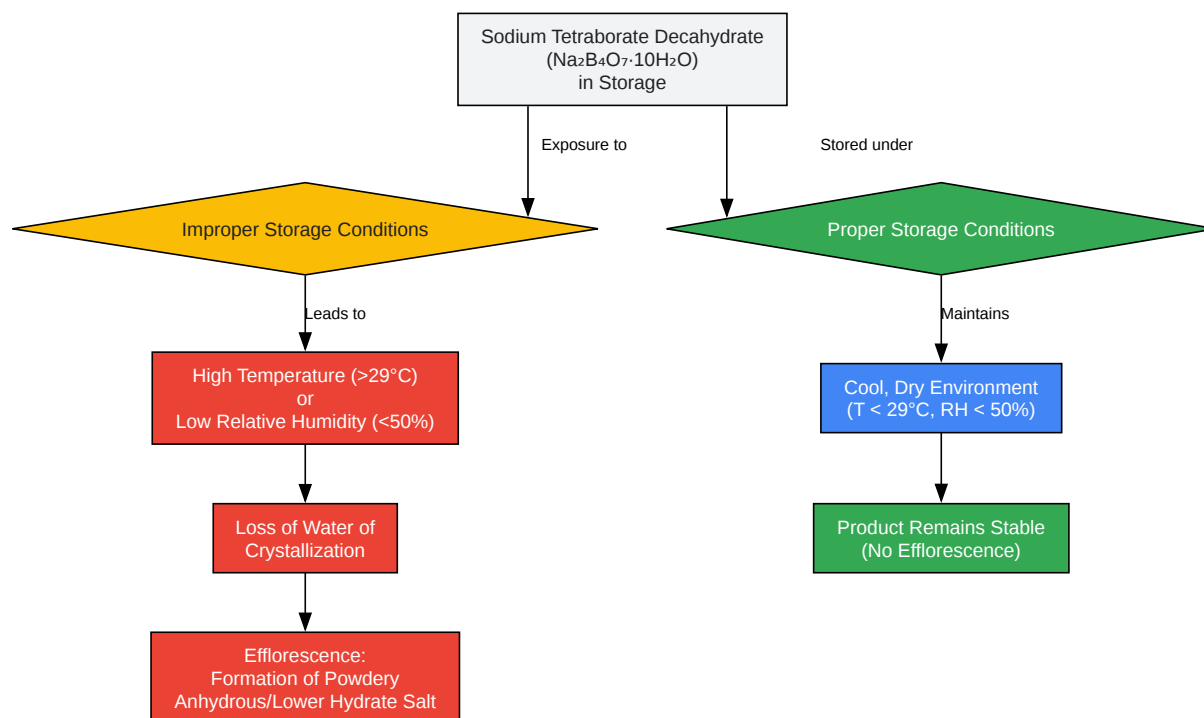 Sodium Tetraborate Decahydrate
(Na₂B₄O₇·10H₂O)
in Storage
Exposure to
Stored under
Improper Storage Conditions
Proper Storage Conditions
Leads to
Maintains
High Temperature (>29°C)
or
Low Relative Humidity (<50%)
Cool, Dry Environment
(T < 29°C, RH < 50%)
Loss of Water of
Crystallization
Product Remains Stable
(No Efflorescence)
Efflorescence:
Formation of Powdery
Anhydrous/Lower Hydrate Salt